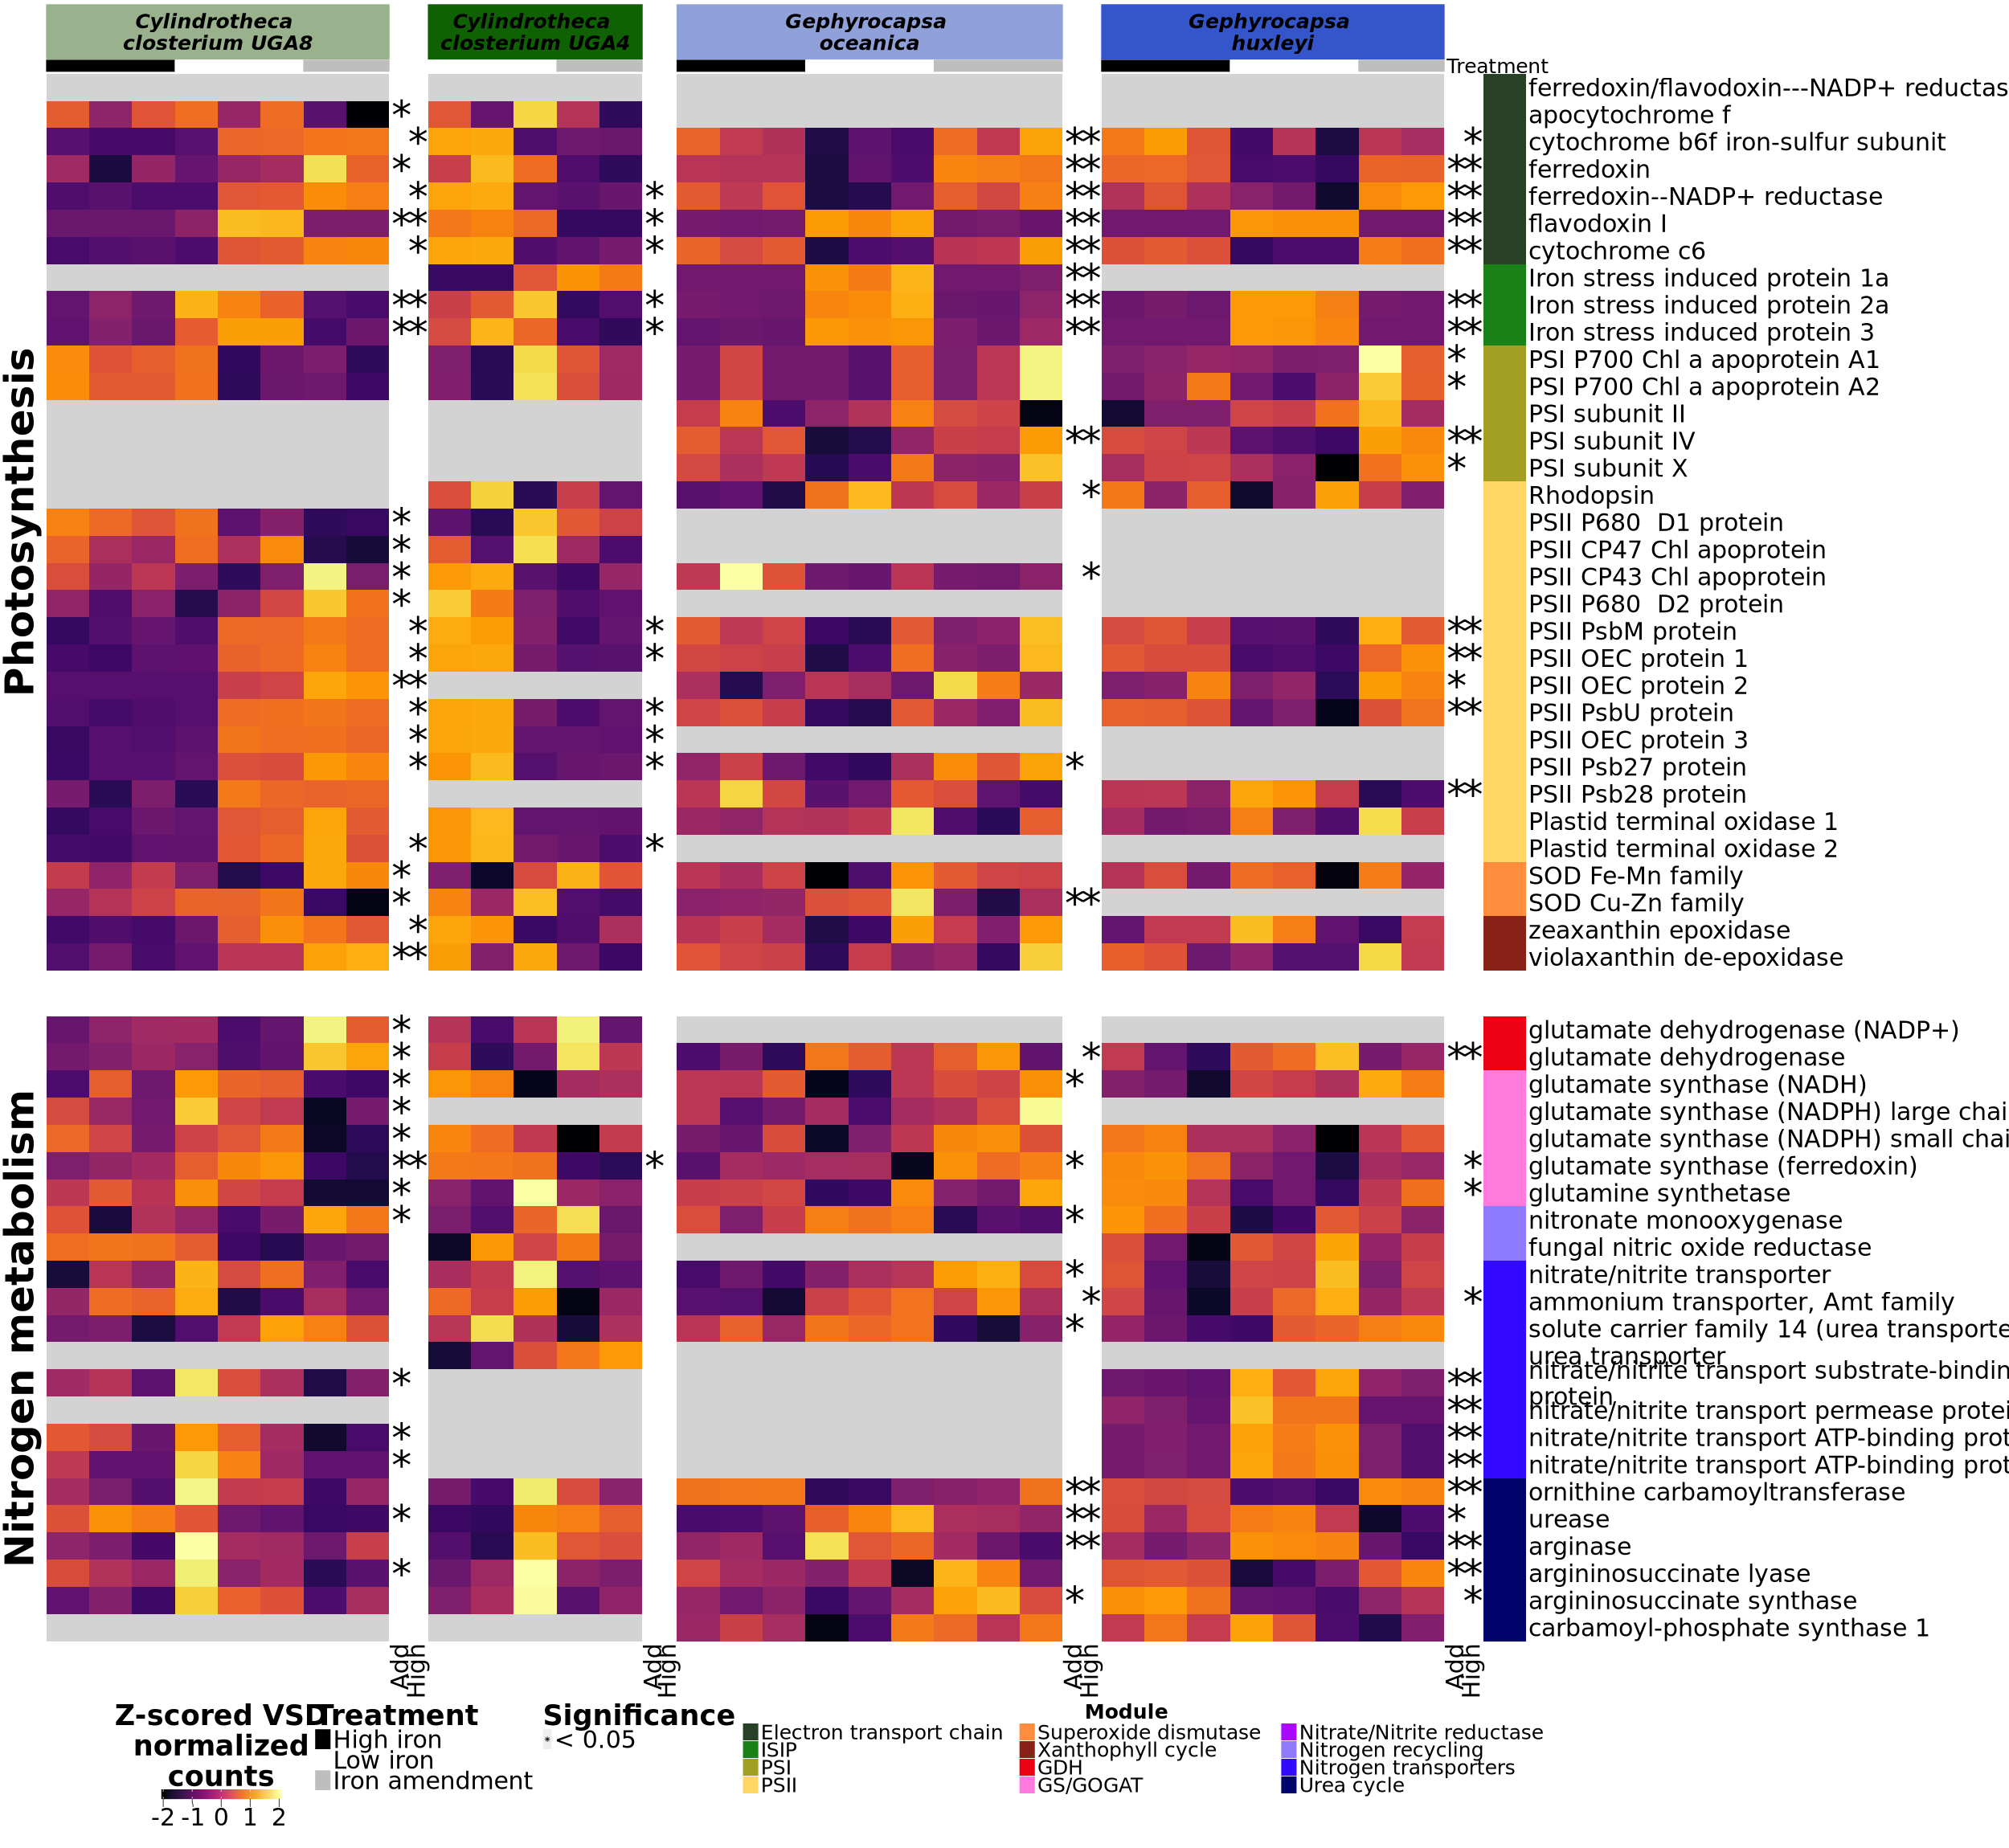 Cylindrotheca
closterium UGA8
Cylindrotheca
closterium UGA4
Gephyrocapsa
oceanica
Gephyrocapsa
huxleyi
Treatment
Photosynthesis
ferredoxin/flavodoxin---NADP+ reductas
* apocytochrome f
* ** * cytochrome b6f iron-sulfur subunit
* ** ** ferredoxin
* * ** ** ferredoxin--NADP+ reductase
** * ** ** flavodoxin I
* * ** ** cytochrome c6
** Iron stress induced protein 1a
** * ** ** Iron stress induced protein 2a
** * ** ** Iron stress induced protein 3
* PSI P700 Chl a apoprotein A1
* PSI P700 Chl a apoprotein A2
PSI subunit II
** ** PSI subunit IV
* PSI subunit X
* Rhodopsin
* PSII P680 D1 protein
* PSII CP47 Chl apoprotein
* * PSII CP43 Chl apoprotein
* PSII P680 D2 protein
* * ** PSII PsbM protein
* * ** PSII OEC protein 1
** * PSII OEC protein 2
* * ** PSII PsbU protein
* * PSII OEC protein 3
* * * PSII Psb27 protein
** PSII Psb28 protein
Plastid terminal oxidase 1
* * Plastid terminal oxidase 2
* SOD Fe-Mn family
* ** SOD Cu-Zn family
* zeaxanthin epoxidase
** violaxanthin de-epoxidase
Nitrogen metabolism
* glutamate dehydrogenase (NADP+)
* * ** glutamate dehydrogenase
* * glutamate synthase (NADH)
* glutamate synthase (NADPH) large chai
* glutamate synthase (NADPH) small chai
** * * * glutamate synthase (ferredoxin)
* * glutamine synthetase
* * nitronate monooxygenase
fungal nitric oxide reductase
* nitrate/nitrite transporter
* * ammonium transporter, Amt family
* solute carrier family 14 (urea transporte
urea transporter
* ** nitrate/nitrite transport substrate-bindin
protein
** nitrate/nitrite transport permease protei
* ** nitrate/nitrite transport ATP-binding prot
* ** nitrate/nitrite transport ATP-binding prot
** ** ornithine carbamoyltransferase
* ** * urease
** ** arginase
* ** argininosuccinate lyase
* * argininosuccinate synthase
carbamoyl-phosphate synthase 1
Add
High
Add
High
Add
High
Add
High
Z-scored VSD
normalized
counts
-2 -1 0 1 2
Treatment
High iron
Low iron
Iron amendment
Significance
* < 0.05
Module
Electron transport chain
ISIP
PSI
PSII
Superoxide dismutase
Xanthophyll cycle
GDH
GS/GOGAT
Nitrate/Nitrite reductase
Nitrogen recycling
Nitrogen transporters
Urea cycle